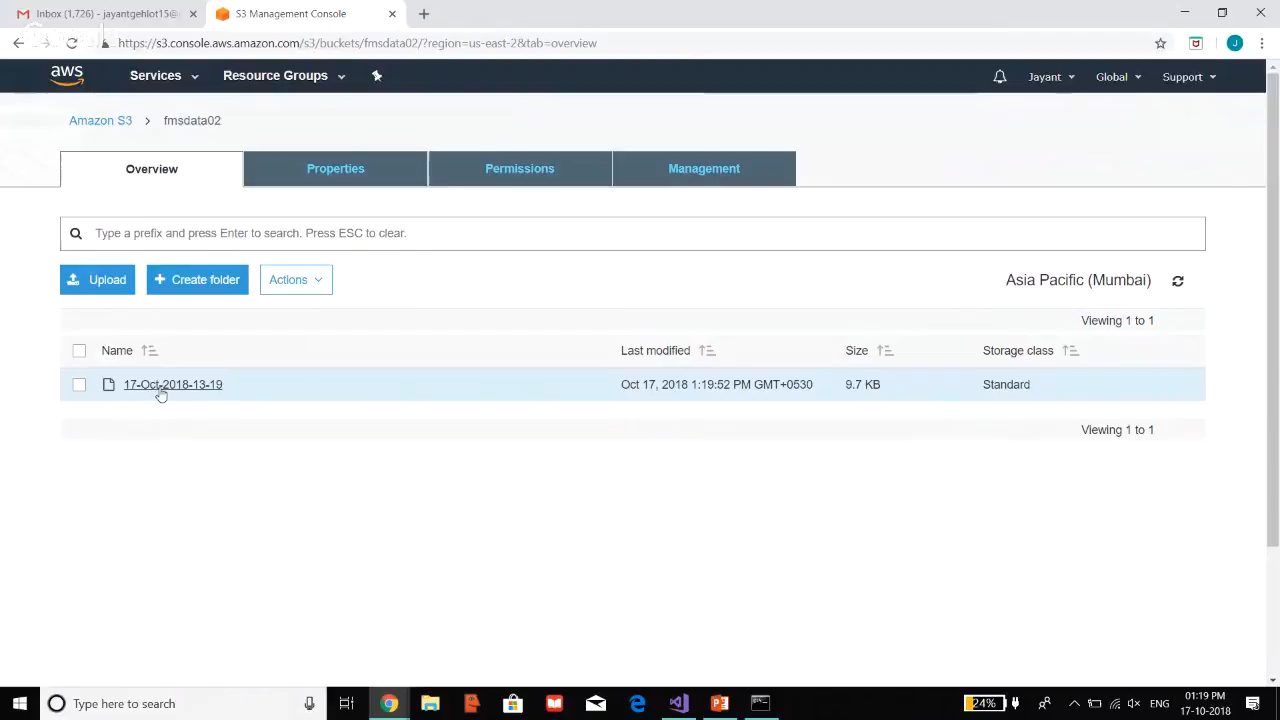 Inbox (1,726) - jayantgehlot15@
S3 Management Console
https://s3.console.aws.amazon.com/s3/buckets/fmsdata02/?region=us-east-2&tab=overview
J
aws Services Resource Groups Jayant Global Support
Amazon S3 > fmsdata02
Overview Properties Permissions Management
Type a prefix and press Enter to search. Press ESC to clear.
Upload + Create folder Actions Asia Pacific (Mumbai)
Viewing 1 to 1
Name Last modified Size Storage class
17-Oct-2018-13-19 Oct 17, 2018 1:19:52 PM GMT+0530 9.7 KB Standard
Viewing 1 to 1
Type here to search
24%
ENG
01:19 PM
17-10-2018